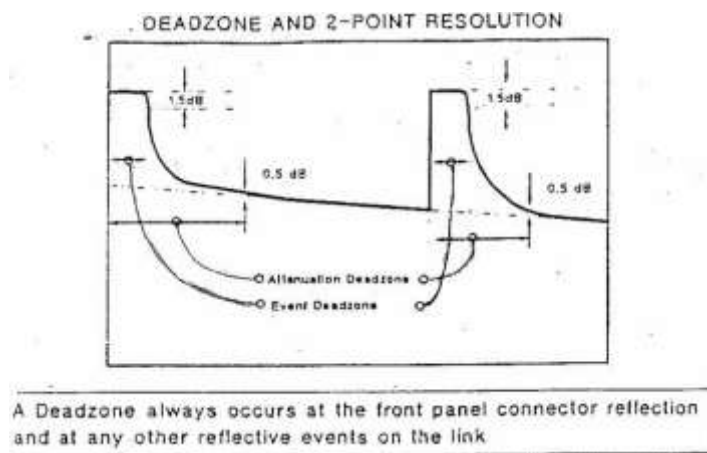 DEADZONE AND 2-POINT RESOLUTION
1.5dB
1.5dB
0.5 dB
0.5 dB
Attenuation Deadzone
Event Deadzone
A Deadzone always occurs at the front panel connector reflection
and at any other reflective events on the link